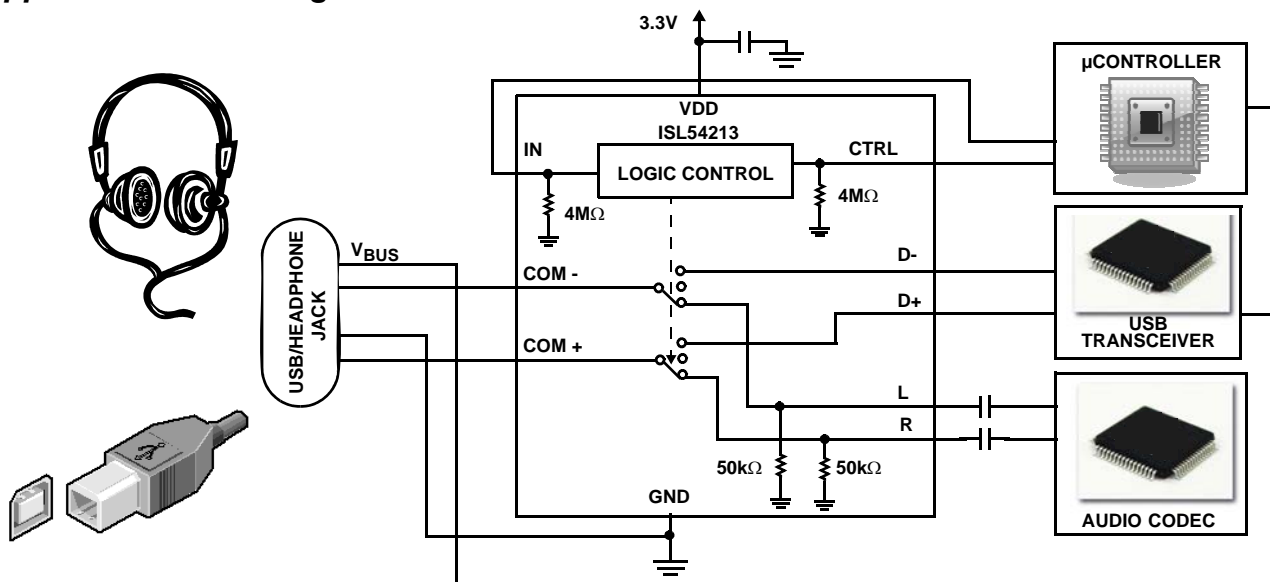 3.3V
µCONTROLLER
VDD
ISL54213
IN
LOGIC CONTROL
CTRL
4MΩ
4MΩ
VBUS
USB/HEADPHONE
JACK
COM -
COM +
D-
D+
USB
TRANSCEIVER
L
R
50kΩ
50kΩ
GND
AUDIO CODEC